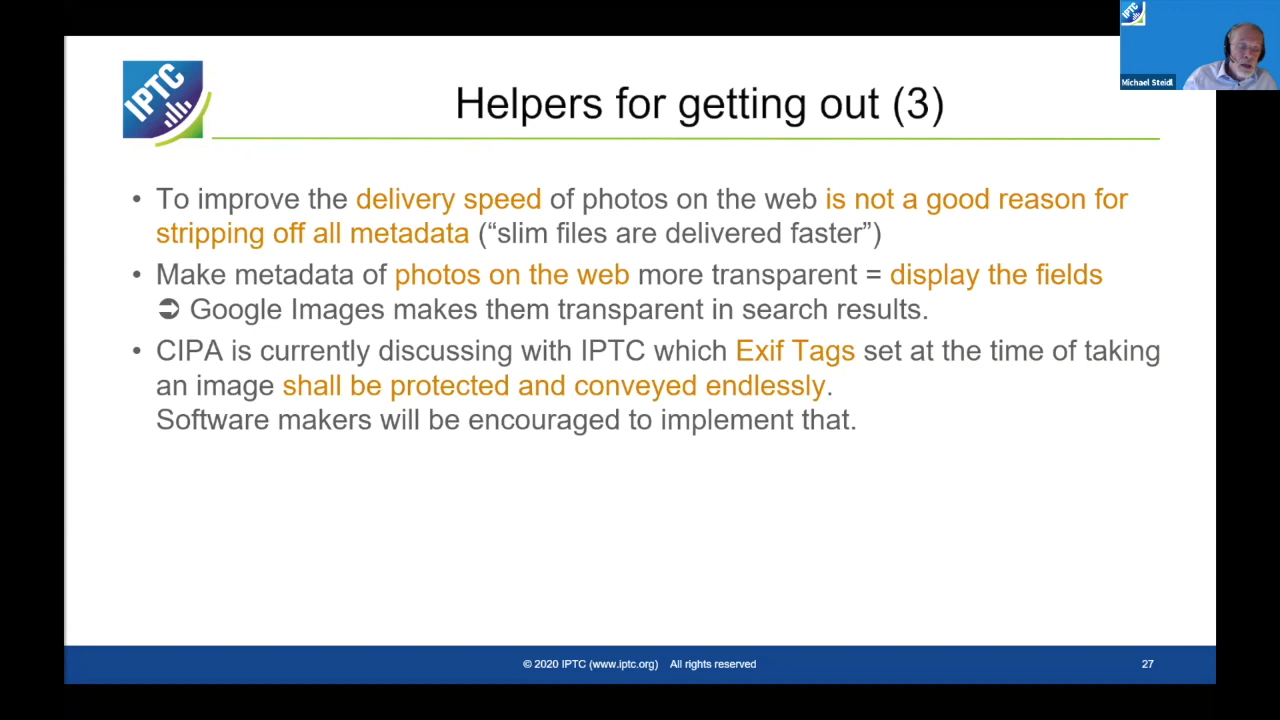 IPTC
Michael Steidl
IPTC
Helpers for getting out (3)
• To improve the delivery speed of photos on the web is not a good reason for
stripping off all metadata (“slim files are delivered faster”)
• Make metadata of photos on the web more transparent = display the fields
➲ Google Images makes them transparent in search results.
• CIPA is currently discussing with IPTC which Exif Tags set at the time of taking
an image shall be protected and conveyed endlessly.
Software makers will be encouraged to implement that.
© 2020 IPTC (www.iptc.org) All rights reserved
27